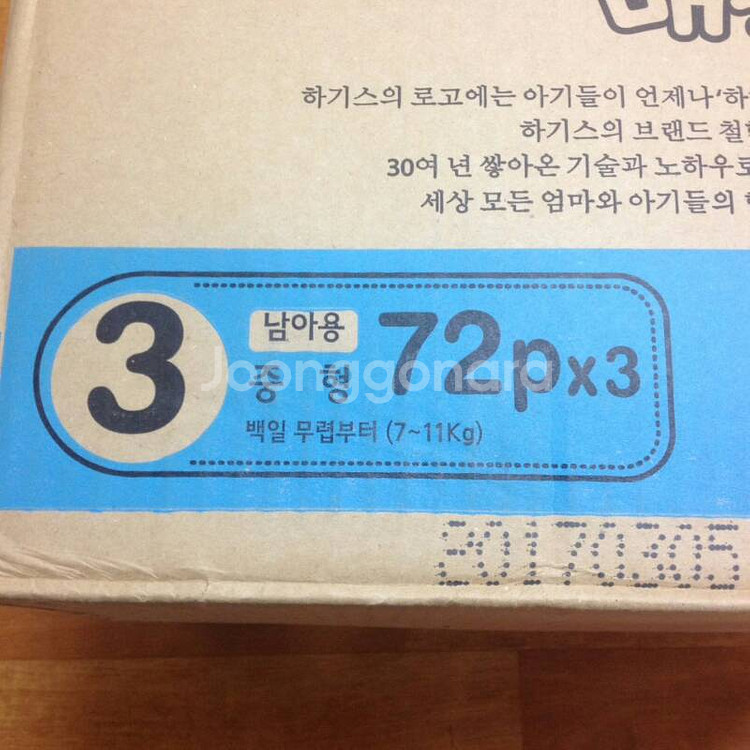 하기스의 로고에는 아기들이 언제나 '하
하기스의 브랜드
30여 년 쌓아온 기술과 노하우로
세상 모든 엄마와 아기들의
3
남아용
중 형
72p x 3
백일 무렵부터 (7~11Kg)
Joonggonara
20170305